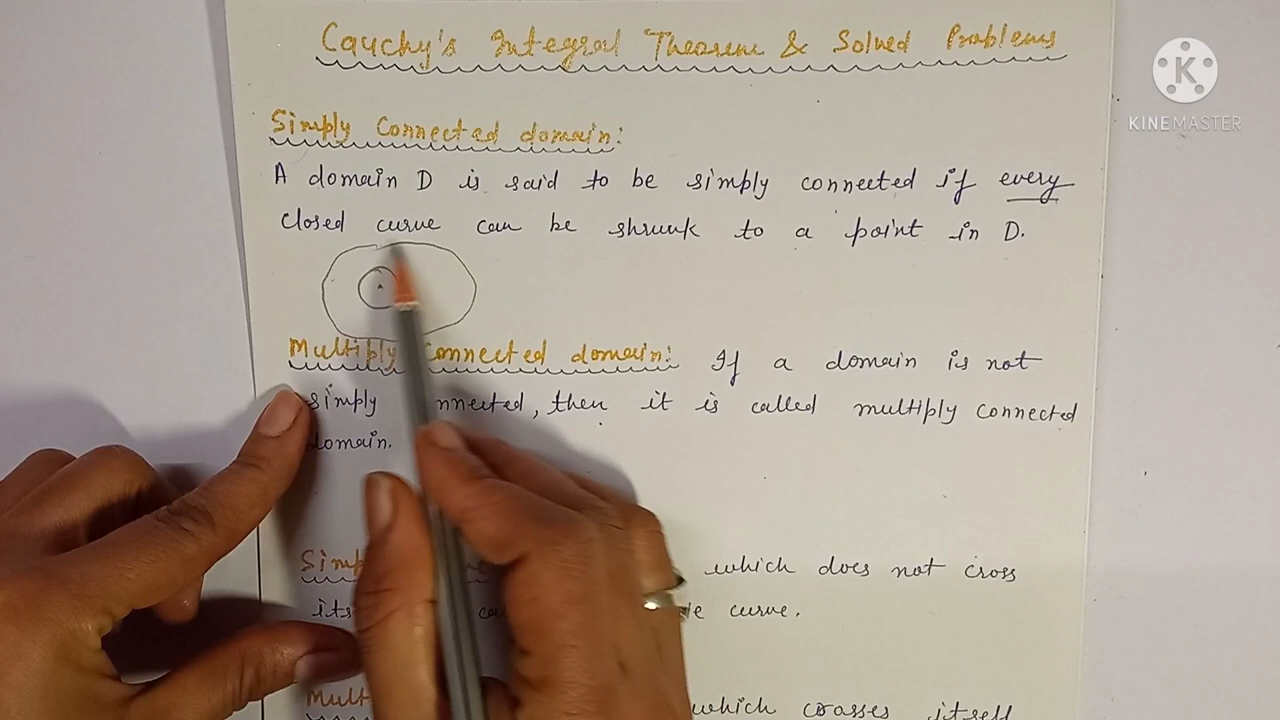 Cauchy's Integral Theorem & Solved Problems
KINEMASTER
Simply Connected domain:
A domain D is said to be simply connected if every
closed curve can be shrunk to a point in D.
Multiply Connected domain: If a domain is not
simply nnected, then it is called multiply connected
domain.
which does not cross
curve.
which crosses itself